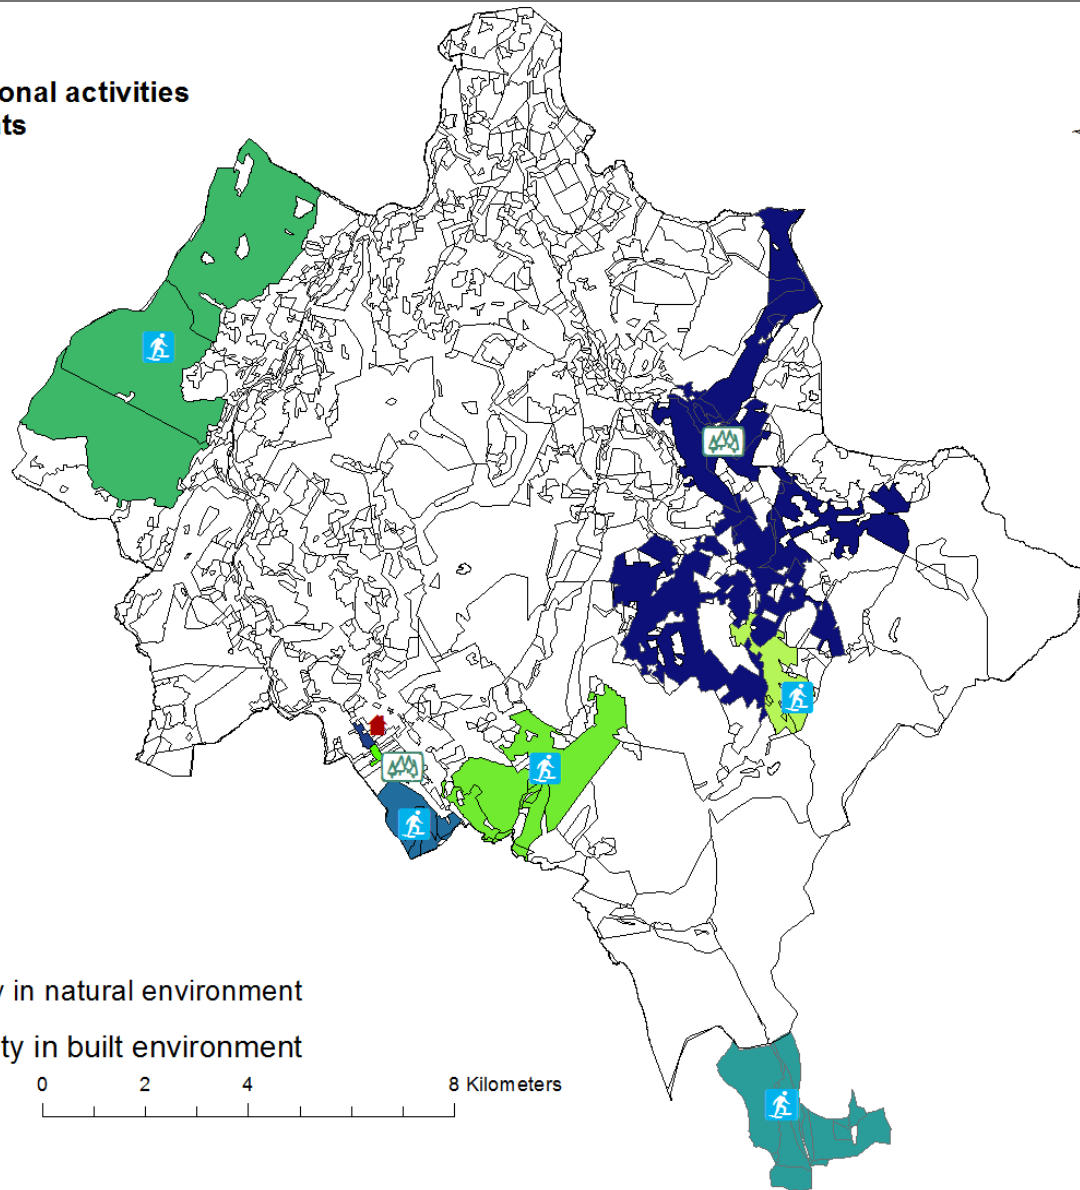 onal activities
ts
y in natural environment
ty in built environment
0 2 4 8 Kilometers